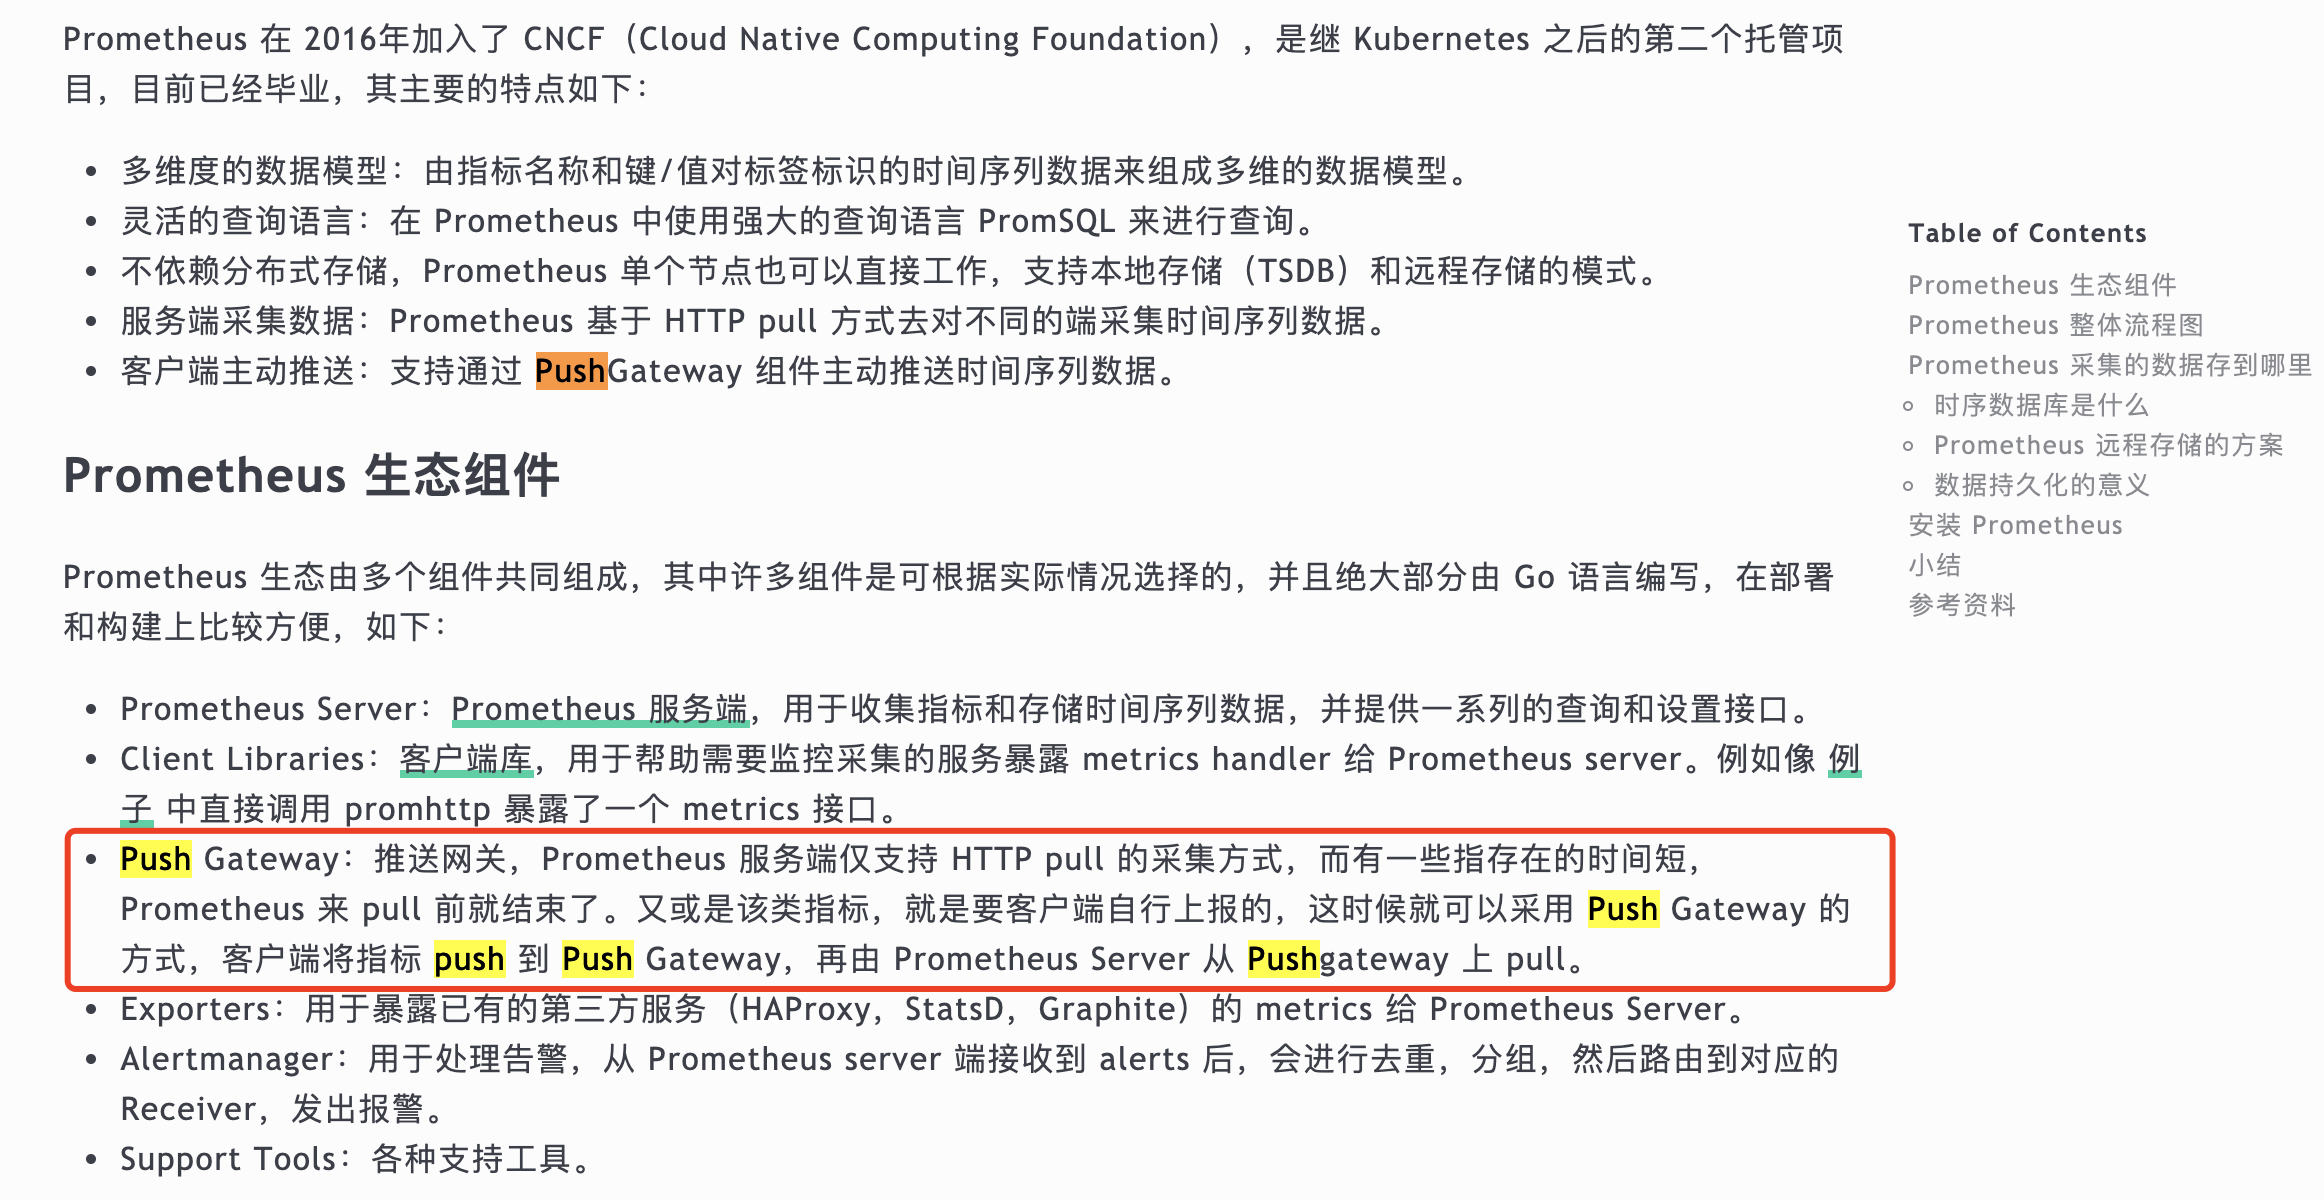 Prometheus 在 2016年加入了 CNCF（Cloud Native Computing Foundation），是继 Kubernetes 之后的第二个托管项
目，目前已经毕业，其主要的特点如下：
• 多维度的数据模型：由指标名称和键/值对标签标识的时间序列数据来组成多维的数据模型。
• 灵活的查询语言：在 Prometheus 中使用强大的查询语言 PromSQL 来进行查询。
• 不依赖分布式存储，Prometheus 单个节点也可以直接工作，支持本地存储（TSDB）和远程存储的模式。
• 服务端采集数据：Prometheus 基于 HTTP pull 方式去对不同的端采集时间序列数据。
• 客户端主动推送：支持通过 PushGateway 组件主动推送时间序列数据。
Prometheus 生态组件
Prometheus 生态由多个组件共同组成，其中许多组件是可根据实际情况选择的，并且绝大部分由 Go 语言编写，在部署
和构建上比较方便，如下：
• Prometheus Server：Prometheus 服务端，用于收集指标和存储时间序列数据，并提供一系列的查询和设置接口。
• Client Libraries：客户端库，用于帮助需要监控采集的服务暴露 metrics handler 给 Prometheus server。例如像 例
子 中直接调用 promhttp 暴露了一个 metrics 接口。
• Push Gateway：推送网关，Prometheus 服务端仅支持 HTTP pull 的采集方式，而有一些指存在的时间短，
Prometheus 来 pull 前就结束了。又或是该类指标，就是要客户端自行上报的，这时候就可以采用 Push Gateway 的
方式，客户端将指标 push 到 Push Gateway，再由 Prometheus Server 从 Pushgateway 上 pull。
• Exporters：用于暴露已有的第三方服务（HAProxy，StatsD，Graphite）的 metrics 给 Prometheus Server。
• Alertmanager：用于处理告警，从 Prometheus server 端接收到 alerts 后，会进行去重，分组，然后路由到对应的
Receiver，发出报警。
• Support Tools：各种支持工具。
Table of Contents
Prometheus 生态组件
Prometheus 整体流程图
Prometheus 采集的数据存到哪里
时序数据库是什么
Prometheus 远程存储的方案
数据持久化的意义
安装 Prometheus
小结
参考资料